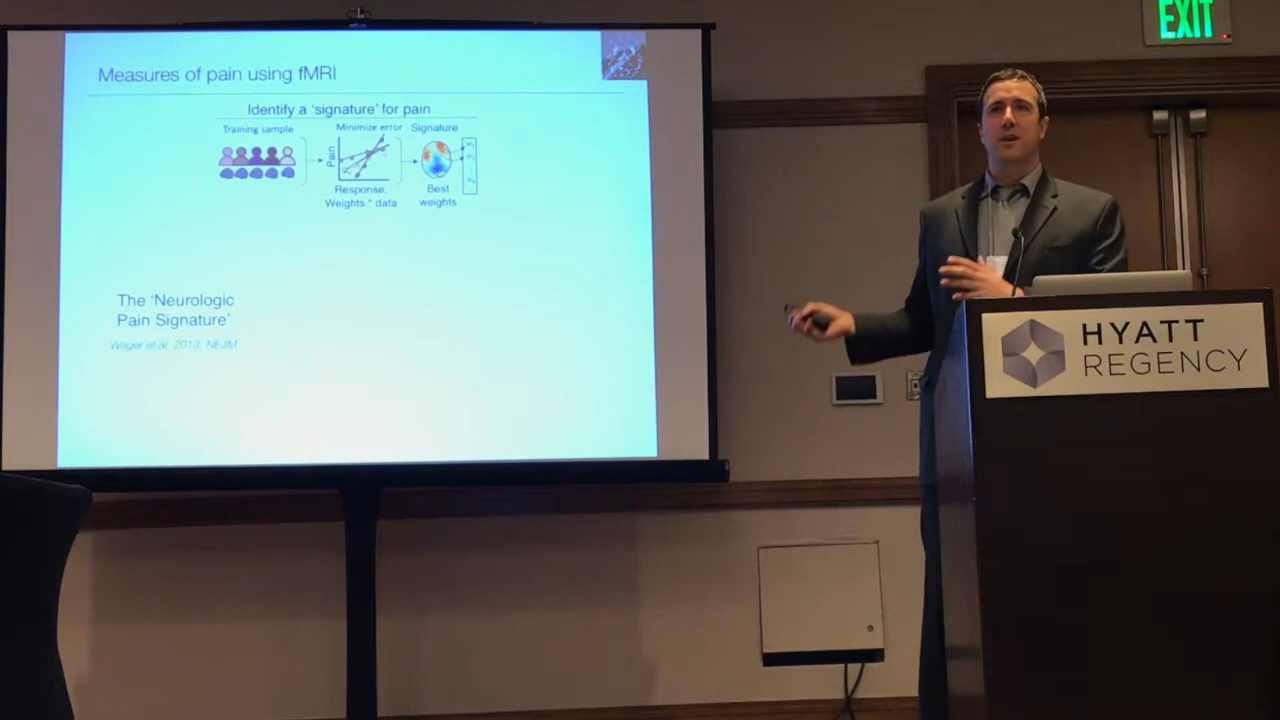 Measures of pain using fMRI
Identify a 'signature' for pain
Training sample
Minimize error
Signature
Pain
Response,
Weights * data
Best
weights
The 'Neurologic
Pain Signature'
Wager et al. 2013, NEJM
EXIT
HYATT
REGENCY